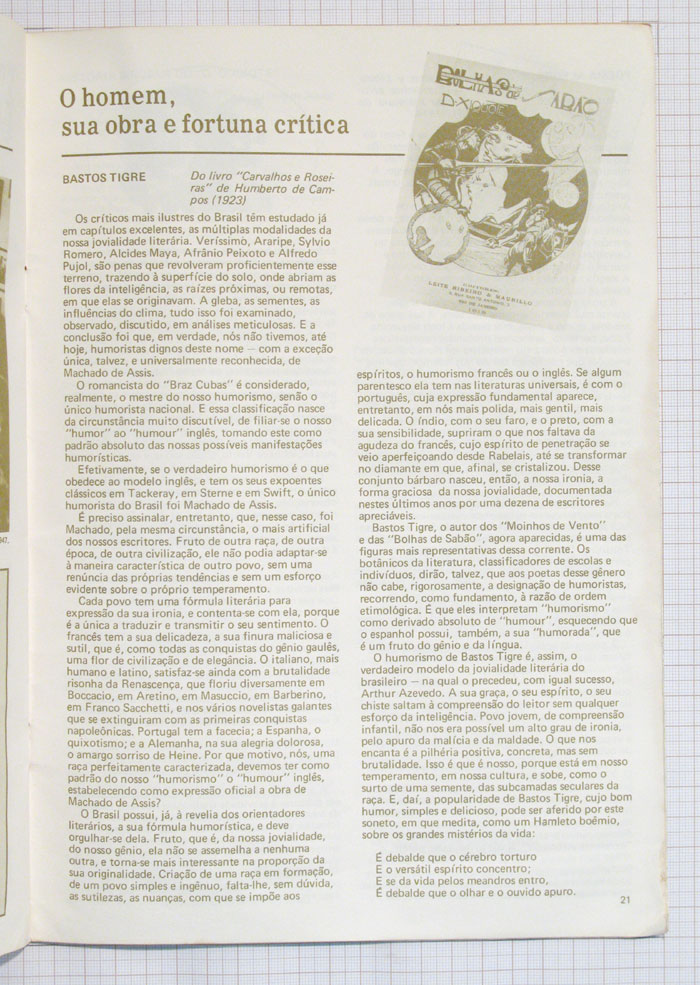 O homem,
sua obra e fortuna crítica
BOLHAS DE SABÃO
D. XIQUOTE
LEITE RIBEIRO & MAURILLO
RIO DE JANEIRO
BASTOS TIGRE
Do livro "Carvalhos e Rosei-
ras" de Humberto de Cam-
pos (1923)
Os críticos mais ilustres do Brasil têm estudado já
em capítulos excelentes, as múltiplas modalidades da
nossa jovialidade literária. Veríssimo, Araripe, Sylvio
Romero, Alcides Maya, Afrânio Peixoto e Alfredo
Pujol, são penas que revolveram proficientemente esse
terreno, trazendo à superfície do solo, onde abriam as
flores da inteligência, as raízes próximas, ou remotas,
em que elas se originavam. A gleba, as sementes, as
influências do clima, tudo isso foi examinado,
observado, discutido, em análises meticulosas. E a
conclusão foi que, em verdade, nós não tivemos, até
hoje, humoristas dignos deste nome — com a exceção
única, talvez, e universalmente reconhecida, de
Machado de Assis.
O romancista do "Braz Cubas" é considerado,
realmente, o mestre do nosso humorismo, senão o
único humorista nacional. E essa classificação nasce
da circunstância muito discutível, de filiar-se o nosso
"humor" ao "humour" inglês, tomando este como
padrão absoluto das nossas possíveis manifestações
humorísticas.
Efetivamente, se o verdadeiro humorismo é o que
obedece ao modelo inglês, e tem os seus expoentes
clássicos em Tackeray, em Sterne e em Swift, o único
humorista do Brasil foi Machado de Assis.
É preciso assinalar, entretanto, que, nesse caso, foi
Machado, pela mesma circunstância, o mais artificial
dos nossos escritores. Fruto de outra raça, de outra
época, de outra civilização, ele não podia adaptar-se
à maneira característica de outro povo, sem uma
renúncia das próprias tendências e sem um esforço
evidente sobre o próprio temperamento.
Cada povo tem uma fórmula literária para
expressão da sua ironia, e contenta-se com ela, porque
é a única a traduzir e transmitir o seu sentimento. O
francês tem a sua delicadeza, a sua finura maliciosa e
sutil, que é, como todas as conquistas do gênio gaulês,
uma flor de civilização e de elegância. O italiano, mais
humano e latino, satisfaz-se ainda com a brutalidade
risonha da Renascença, que floriu diversamente em
Boccacio, em Aretino, em Masuccio, em Barberino,
em Franco Sacchetti, e nos vários novelistas galantes
que se extinguiram com as primeiras conquistas
napoleônicas. Portugal tem a facecia; a Espanha, o
quixotismo; e a Alemanha, na sua alegria dolorosa,
o amargo sorriso de Heine. Por que motivo, nós, uma
raça perfeitamente caracterizada, devemos ter como
padrão do nosso "humorismo" o "humour" inglês,
estabelecendo como expressão oficial a obra de
Machado de Assis?
O Brasil possui, já, à revelia dos orientadores
literários, a sua fórmula humorística, e deve
orgulhar-se dela. Fruto, que é, da nossa jovialidade,
do nosso génio, ela não se assemelha a nenhuma
outra, e torna-se mais interessante na proporção da
sua originalidade. Criação de uma raça em formação,
de um povo simples e ingênuo, falta-lhe, sem dúvida,
as sutilezas, as nuanças, com que se impõe aos
espíritos, o humorismo francês ou o inglês. Se algum
parentesco ela tem nas literaturas universais, é com o
português, cuja expressão fundamental aparece,
entretanto, em nós mais polida, mais gentil, mais
delicada. O índio, com o seu faro, e o preto, com a
sua sensibilidade, supriram o que nos faltava da
agudeza do francês, cujo espírito de penetração se
veio aperfeiçoando desde Rabelais, até se transformar
no diamante em que, afinal, se cristalizou. Desse
conjunto bárbaro nasceu, então, a nossa ironia, a
forma graciosa da nossa jovialidade, documentada
nestes últimos anos por uma dezena de escritores
apreciáveis.
Bastos Tigre, o autor dos "Moinhos de Vento"
e das "Bolhas de Sabão", agora aparecidas, é uma das
figuras mais representativas dessa corrente. Os
botânicos da literatura, classificadores de escolas e
indivíduos, dirão, talvez, que aos poetas desse gênero
não cabe, rigorosamente, a designação de humoristas,
recorrendo, como fundamento, à razão de ordem
etimológica. É que eles interpretam "humorismo"
como derivado absoluto de "humour", esquecendo que
o espanhol possui, também, a sua "humorada", que
é um fruto do génio e da língua.
O humorismo de Bastos Tigre é, assim, o
verdadeiro modelo da jovialidade literária do
brasileiro — na qual o precedeu, com igual sucesso,
Arthur Azevedo. A sua graça, o seu espírito, o seu
chiste saltam à compreensão do leitor sem qualquer
esforço da inteligência. Povo jovem, de compreensão
infantil, não nos era possível um alto grau de ironia,
pelo apuro da malícia e da maldade. O que nos
encanta é a pilhéria positiva, concreta, mas sem
brutalidade. Isso é que é nosso, porque está em nosso
temperamento, em nossa cultura, e sobe, como o
surto de uma semente, das subcamadas seculares da
raça. E, daí, a popularidade de Bastos Tigre, cujo bom
humor, simples e delicioso, pode ser aferido por este
soneto, em que medita, como um Hamleto boêmio,
sobre os grandes mistérios da vida:
É debalde que o cérebro torturo
E o versátil espírito concentro;
E se da vida pelos meandros entro,
É debalde que o olhar e o ouvido apuro.
21
947.